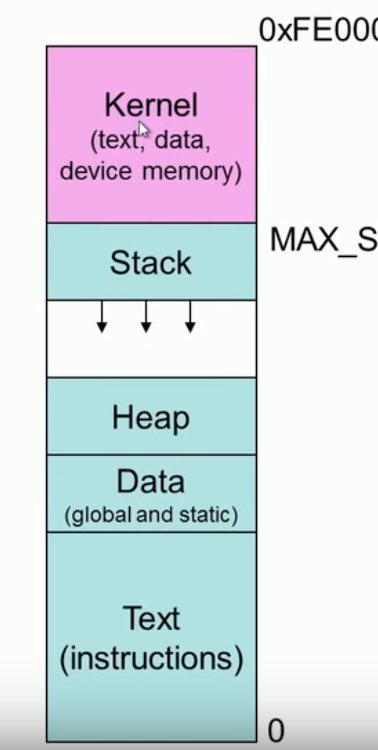 0xFE000
Kernel
(text, data,
device memory)
MAX_S
Stack
Heap
Data
(global and static)
Text
(instructions)
0